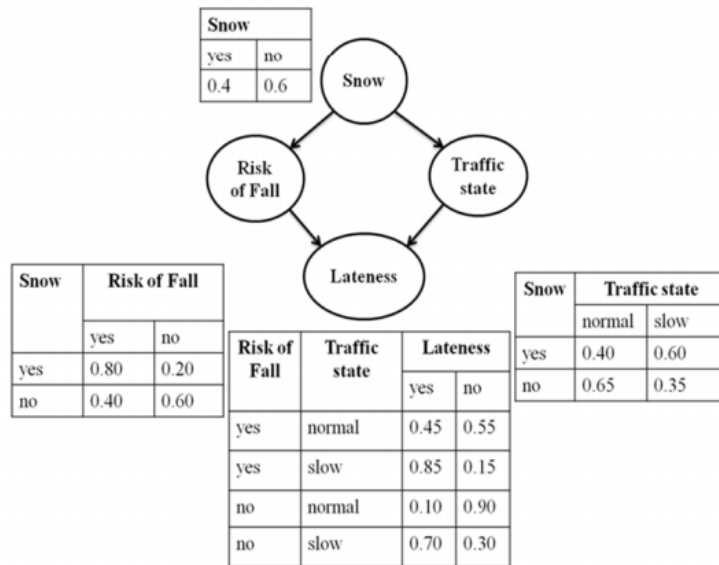 Snow
yes no
0.4 0.6
Snow
Risk
of Fall
Traffic
state
Lateness
Snow Risk of Fall
yes no
yes 0.80 0.20
no 0.40 0.60
Risk of
Fall Traffic
state Lateness
yes no
yes normal 0.45 0.55
yes slow 0.85 0.15
no normal 0.10 0.90
no slow 0.70 0.30
Snow Traffic state
normal slow
yes 0.40 0.60
no 0.65 0.35